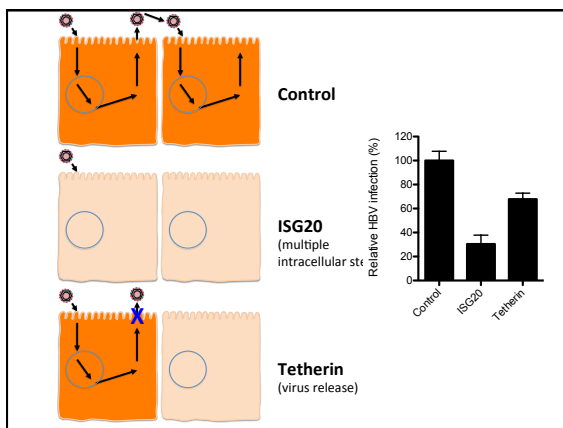 Control
ISG20
(multiple
intracellular ste
Tetherin
(virus release)
X
Relative HBV infection (%)
120
100
80
60
40
20
0
Control
ISG20
Tetherin